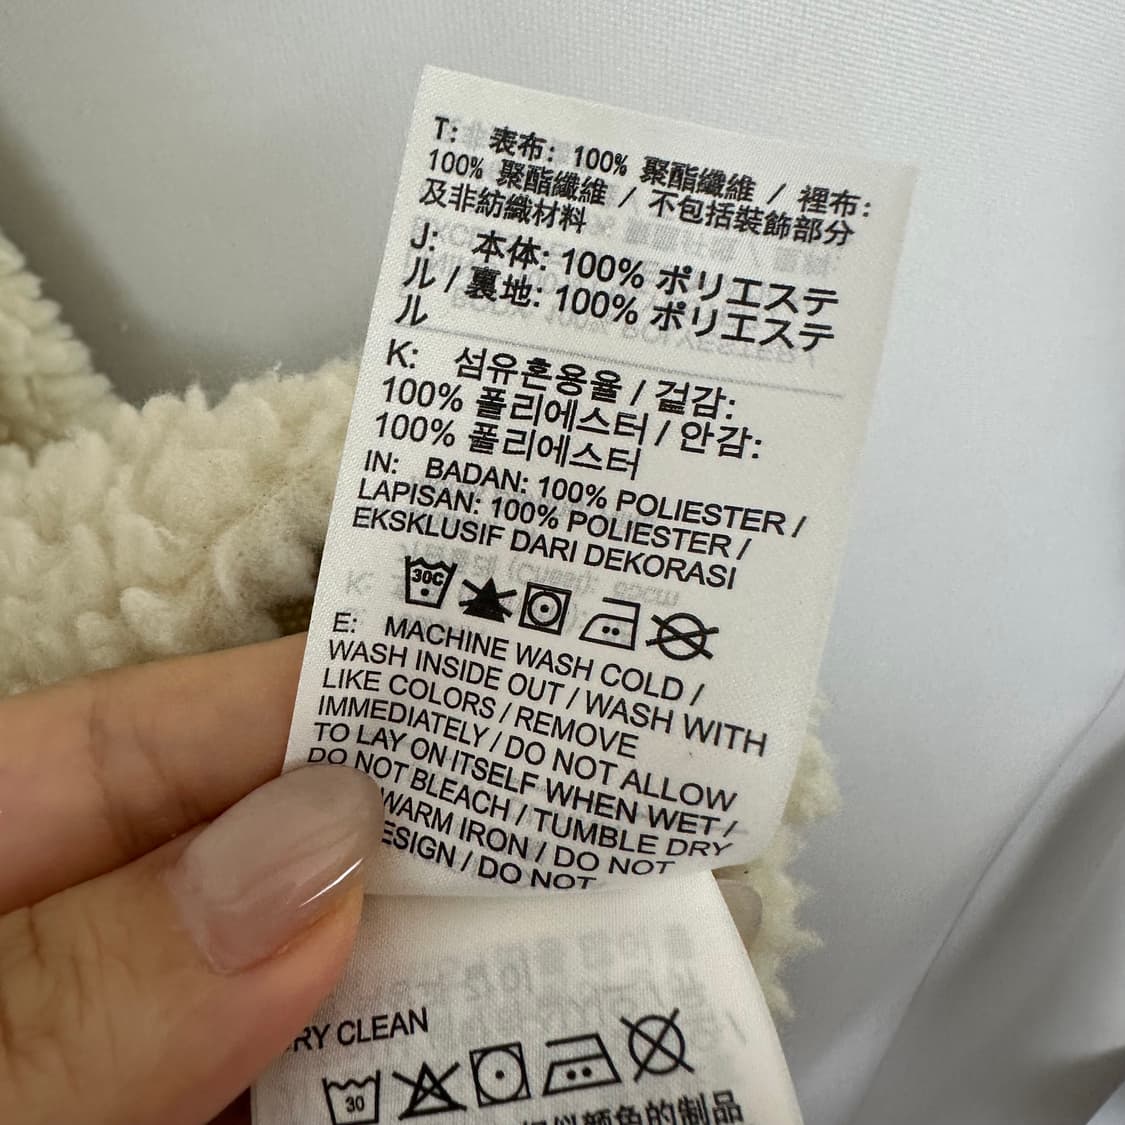 T: 表布: 100% 聚酯纖維 / 裡布:
100% 聚酯纖維 / 不包括裝飾部分
及非紡織材料
J: 本体: 100% ポリエステ
ル / 裏地: 100% ポリエステ
ル
K: 섬유혼용율 / 겉감:
100% 폴리에스터 / 안감:
100% 폴리에스터
IN: BADAN: 100% POLIESTER /
LAPISAN: 100% POLIESTER /
EKSKLUSIF DARI DEKORASI
30C
E: MACHINE WASH COLD /
WASH INSIDE OUT / WASH WITH
LIKE COLORS / REMOVE
IMMEDIATELY / DO NOT ALLOW
TO LAY ON ITSELF WHEN WET /
DO NOT BLEACH / TUMBLE DRY
WARM IRON / DO NOT
ESIGN / DO NOT
RY CLEAN
30
颜色的制品